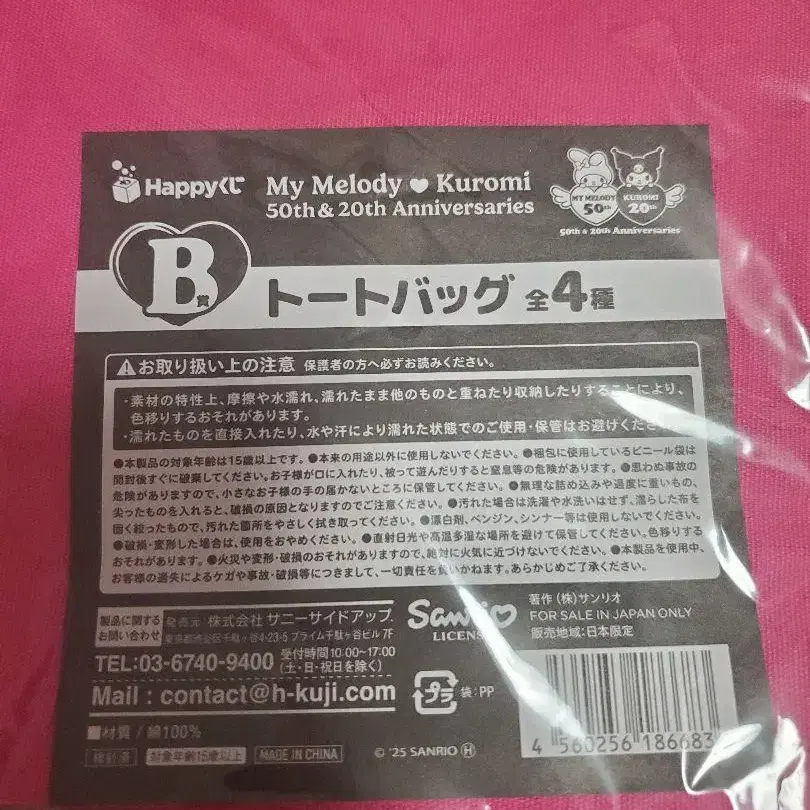 Happyくじ
My Melody ♥ Kuromi
50th & 20th Anniversaries
MY MELODY 50th
KUROMI 20th
50th & 20th Anniversaries
B賞
トートバッグ 全4種
お取り扱い上の注意 保護者の方へ必ずお読みください。
・素材の特性上、摩擦や水濡れ、濡れたまま他のものと重ねたり収納したりすることにより、
色移りするおそれがあります。
・濡れたものを直接入れたり、水や汗により濡れた状態でのご使用・保管はお避けください。
●本製品の対象年齢は15歳以上です。●本来の用途以外に使用しないでください。●梱包に使用しているビニール袋は
開封後すぐに破棄してください。お子様が口に入れたり、被って遊んだりすると窒息等の危険があります。●思わぬ事故の
危険がありますので、小さなお子様の手の届かないところに保管してください。●無理な詰め込みや過度に重いもの、
尖ったものを入れると、破損の原因となりますのでご注意ください。●汚れた場合は洗濯や水洗いはせず、濡らした布を
固く絞ったもので、汚れた箇所をやさしく拭き取ってください。●漂白剤、ベンジン、シンナー等は使用しないでください。
●破損・変形した場合は、使用をおやめください。●直射日光や高温多湿な場所を避けて保管してください。色移りする
おそれがあります。●火災や変形・破損のおそれがありますので、絶対に火気に近づけないでください。●本製品を使用中、
お客様の過失によるケガや事故・破損等につきまして、一切責任を負いかねます。あらかじめご了承ください。
製品に関する
お問い合わせ
発売元 株式会社 サニーサイドアップ
東京都渋谷区千駄ヶ谷4-23-5 プライム千駄ヶ谷ビル 7F
TEL:03-6740-9400 受付時間10:00~17:00
(土・日・祝日を除く)
Mail : contact@h-kuji.com
Sanrio
LICENS
著作 (株)サンリオ
FOR SALE IN JAPAN ONLY
販売地域:日本限定
プラ 袋:PP
■材質/綿100%
検針済 対象年齢15歳以上 MADE IN CHINA
© '25 SANRIO Ⓗ
4 560256 186683